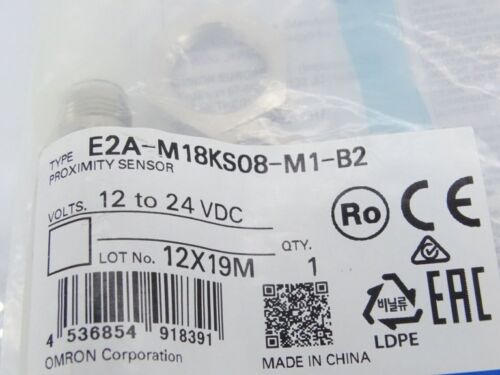 TYPE E2A-M18KS08-M1-B2
PROXIMITY SENSOR
VOLTS. 12 to 24 VDC
Ro CE
LOT No. 12X19M
QTY.
1
EAC
비닐류
LDPE
4 536854 918391
OMRON Corporation
MADE IN CHINA